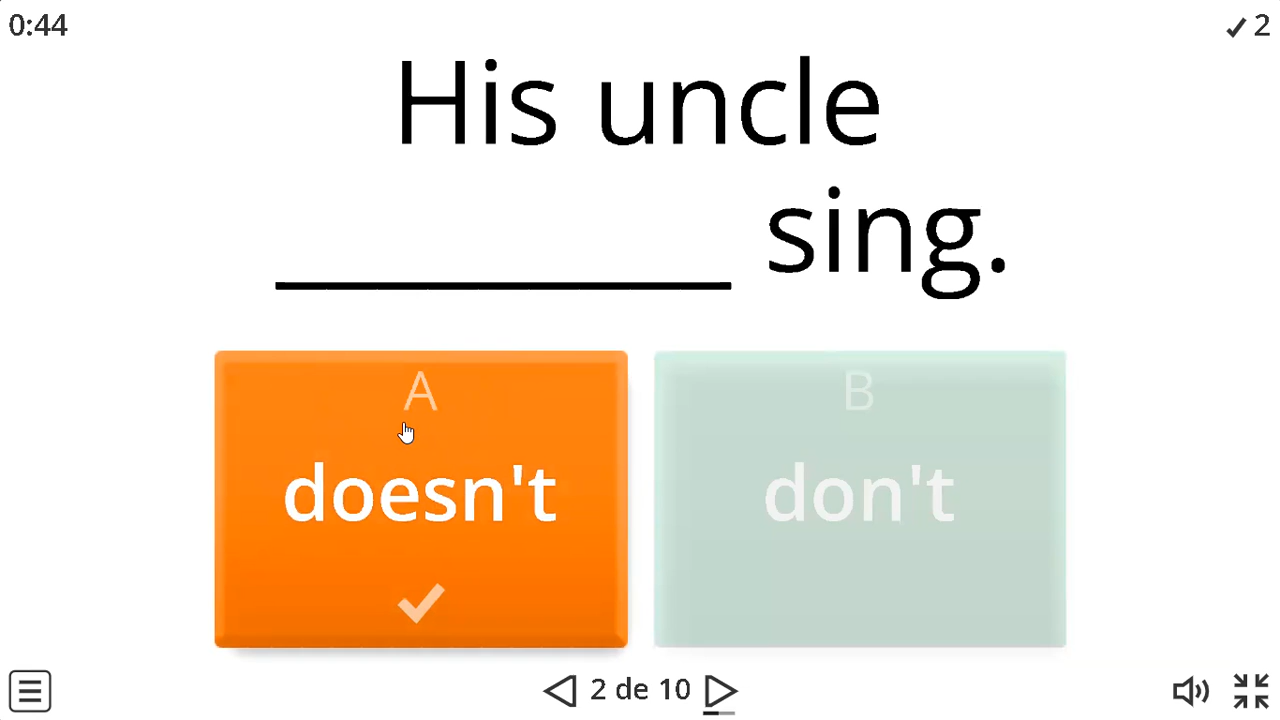 0:44
✓ 2
His uncle
__________ sing.
A
doesn't
B
don't
2 de 10